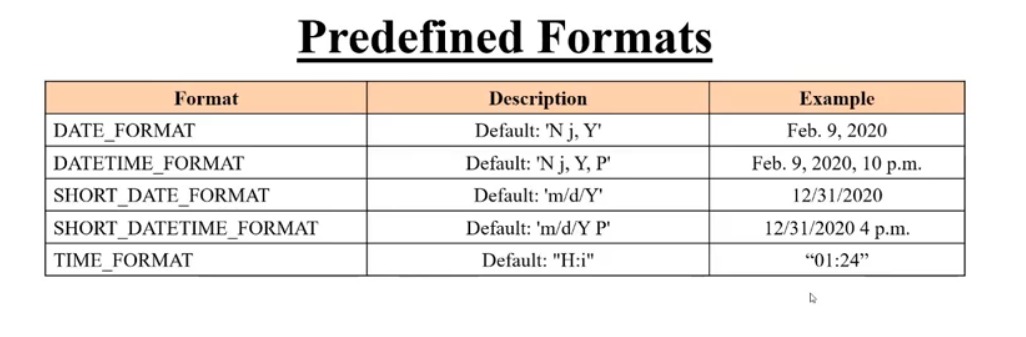 Predefined Formats
Format Description Example
DATE_FORMAT Default: 'N j, Y' Feb. 9, 2020
DATETIME_FORMAT Default: 'N j, Y, P' Feb. 9, 2020, 10 p.m.
SHORT_DATE_FORMAT Default: 'm/d/Y' 12/31/2020
SHORT_DATETIME_FORMAT Default: 'm/d/Y P' 12/31/2020 4 p.m.
TIME_FORMAT Default: "H:i" “01:24”